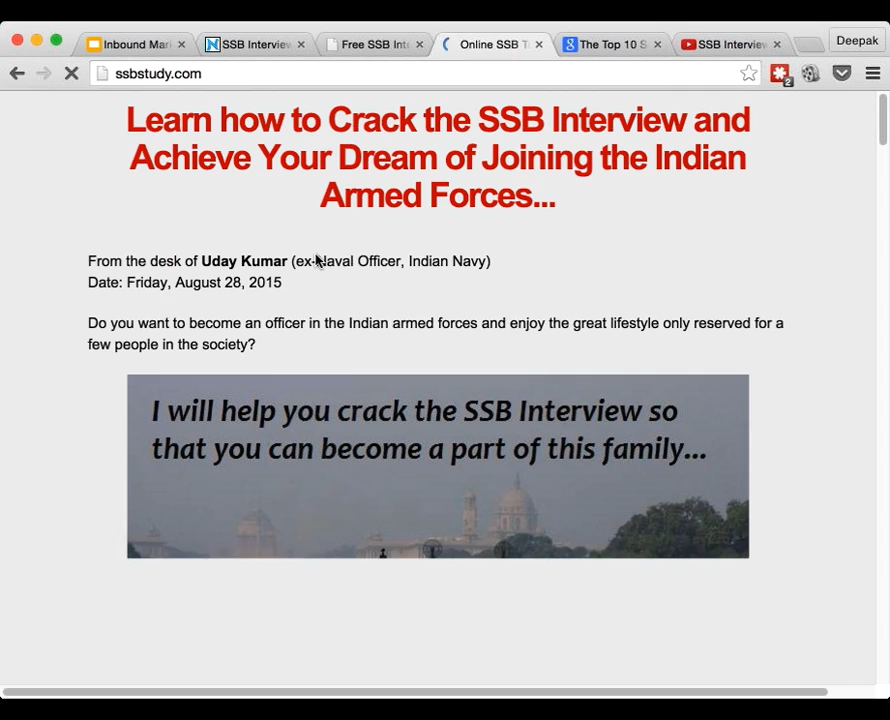 Inbound Mar
SSB Interview
Free SSB Inte
Online SSB T
The Top 10 S
SSB Interview
Deepak
ssbstudy.com
2
Learn how to Crack the SSB Interview and
Achieve Your Dream of Joining the Indian
Armed Forces...
From the desk of Uday Kumar (ex-Naval Officer, Indian Navy)
Date: Friday, August 28, 2015
Do you want to become an officer in the Indian armed forces and enjoy the great lifestyle only reserved for a
few people in the society?
I will help you crack the SSB Interview so
that you can become a part of this family...